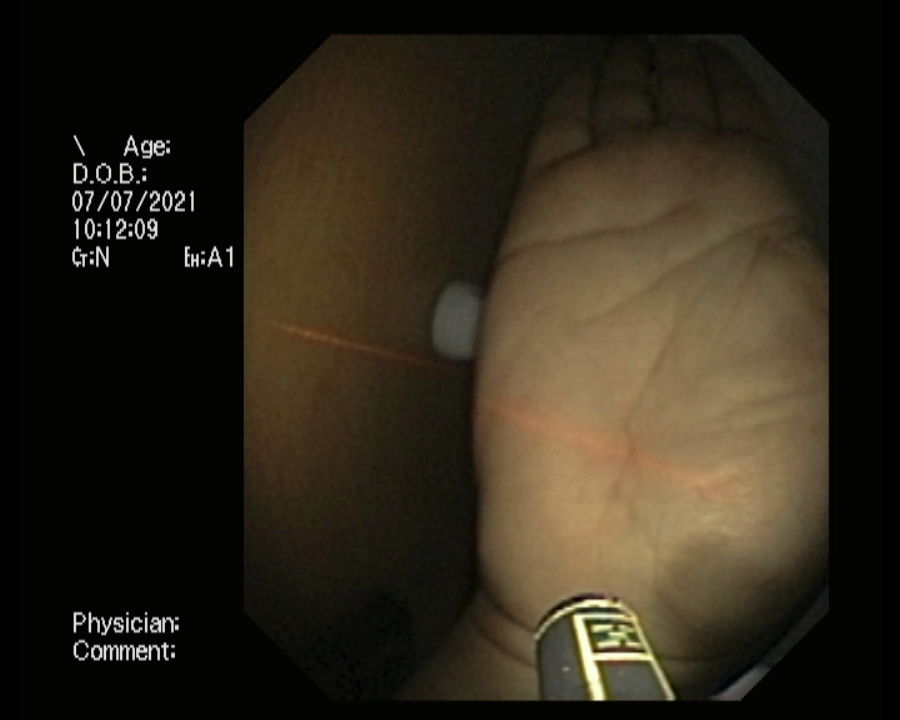 \ Age:
D.O.B.:
07/07/2021
10:12:09
Cr:N EH:A1
Physician:
Comment: